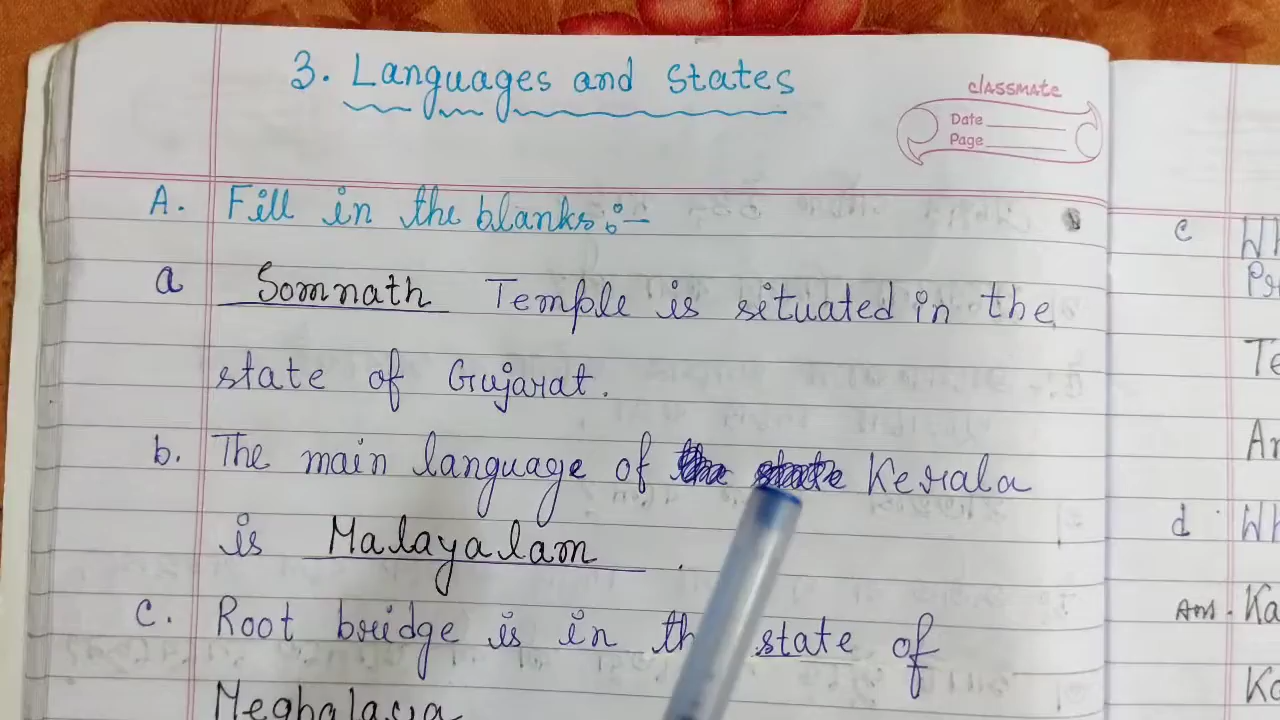 3. Languages and States
classmate
Date
Page
A. Fill in the blanks:-
a Somnath Temple is situated in the
state of Gujarat.
b. The main language of the state Kerala
is Malayalam .
C. Root bridge is in the state of
Meghalaya
c
d
Ans. Ka